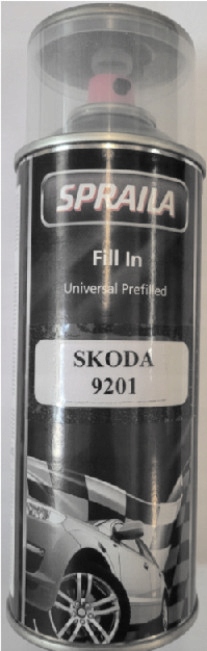 SPRAILA
Fill In
Universal Prefilled
SKODA
9201